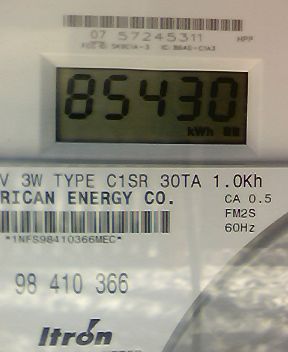 07 57245311
85430
kWh
V 3W TYPE C1SR 30TA 1.0Kh
RICAN ENERGY CO.
CA 0.5
FM2S
60Hz
*1NFS98410366MEC*
98 410 366
Itrón